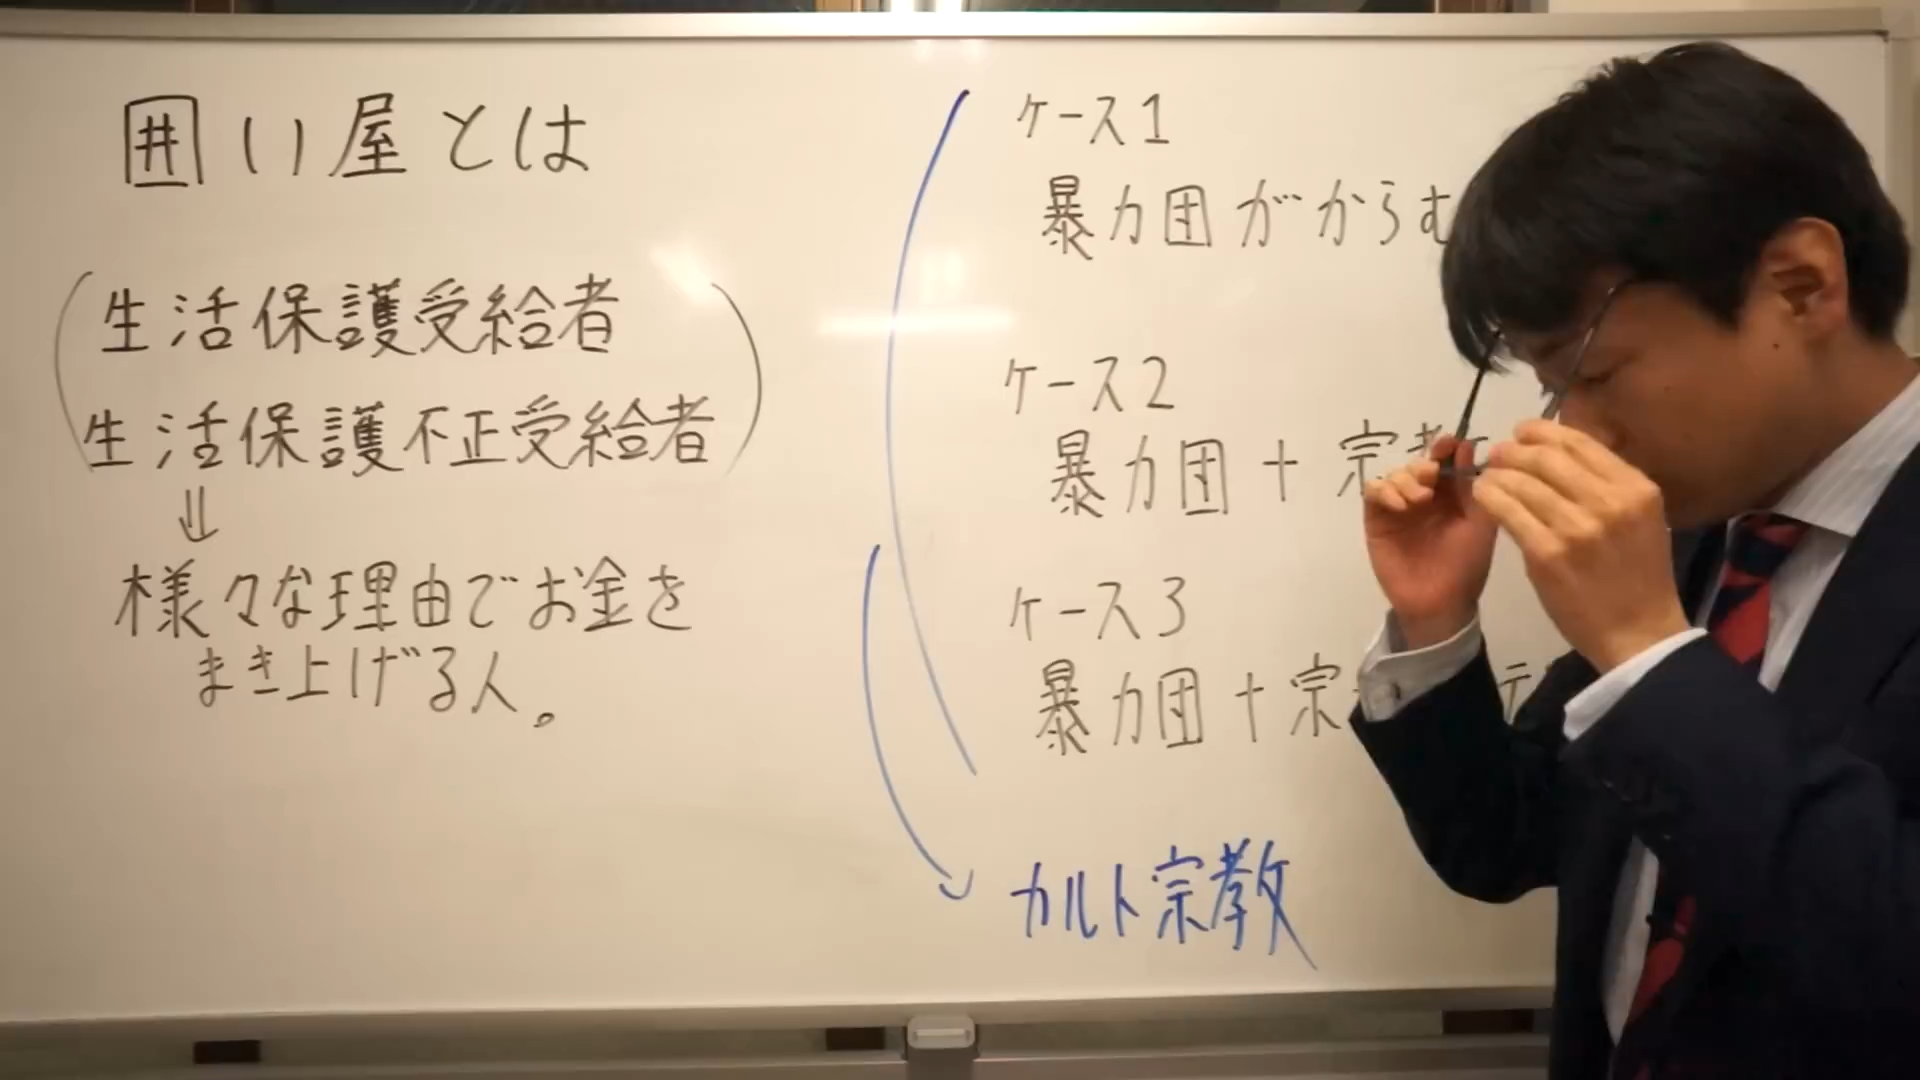 囲い屋とは
生活保護受給者
生活保護不正受給者
⇓
様々な理由でお金を
まき上げる人。
ケース1
暴力団がからむ
ケース2
暴力団+宗教
ケース3
暴力団+宗
カルト宗教